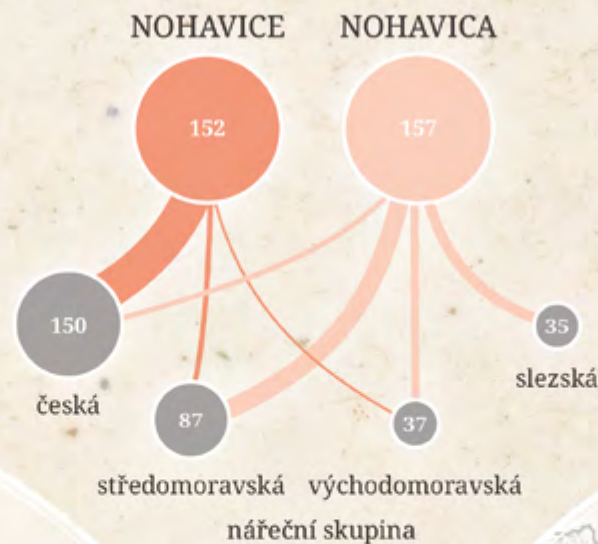 NOHAVICE NOHAVICA
152 157
150 35
česká slezská
87 37
středomoravská východomoravská
nářeční skupina